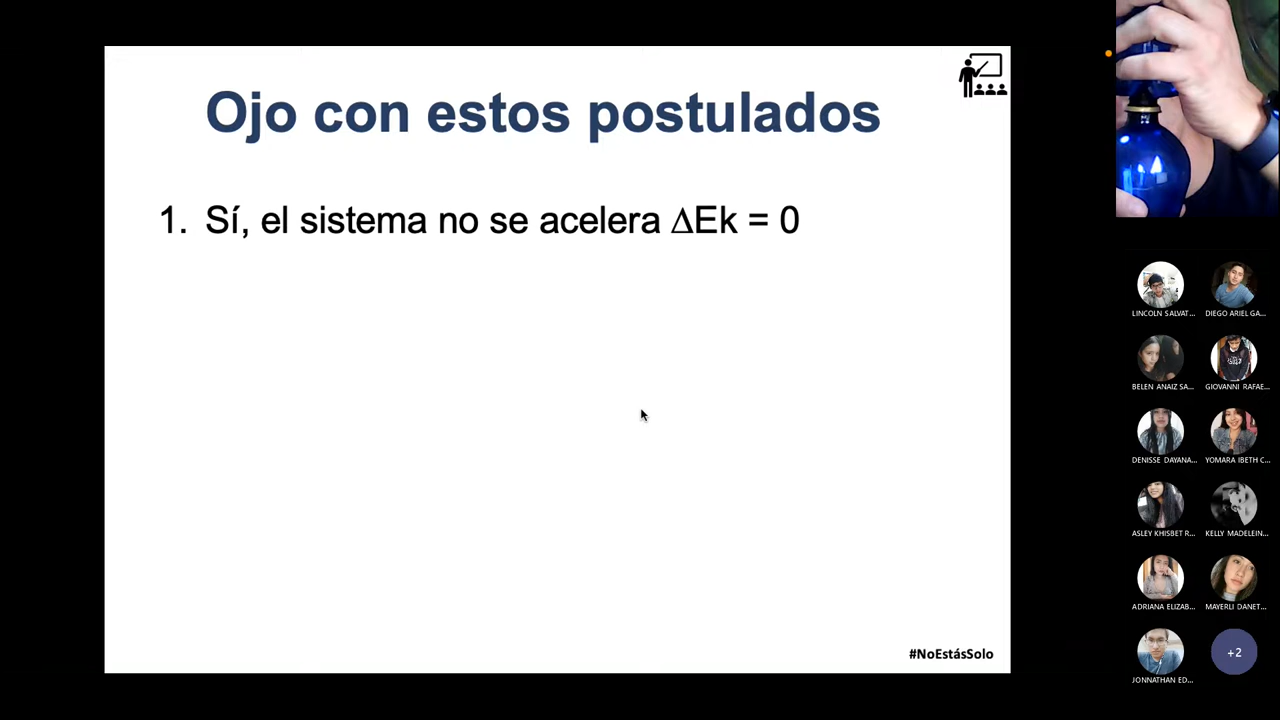 Ojo con estos postulados
1. Sí, el sistema no se acelera ∆Ek = 0
#NoEstásSolo
LINCOLN SALVAT...
DIEGO ARIEL GA...
BELEN ANAIZ SA...
GIOVANNI RAFAE...
DENISSE DAYANA...
YOMARA IBETH C...
ASLEY KHISBET R...
KELLY MADELEIN...
ADRIANA ELIZAB...
MAYERLI DANET...
JONNATHAN ED...
+2